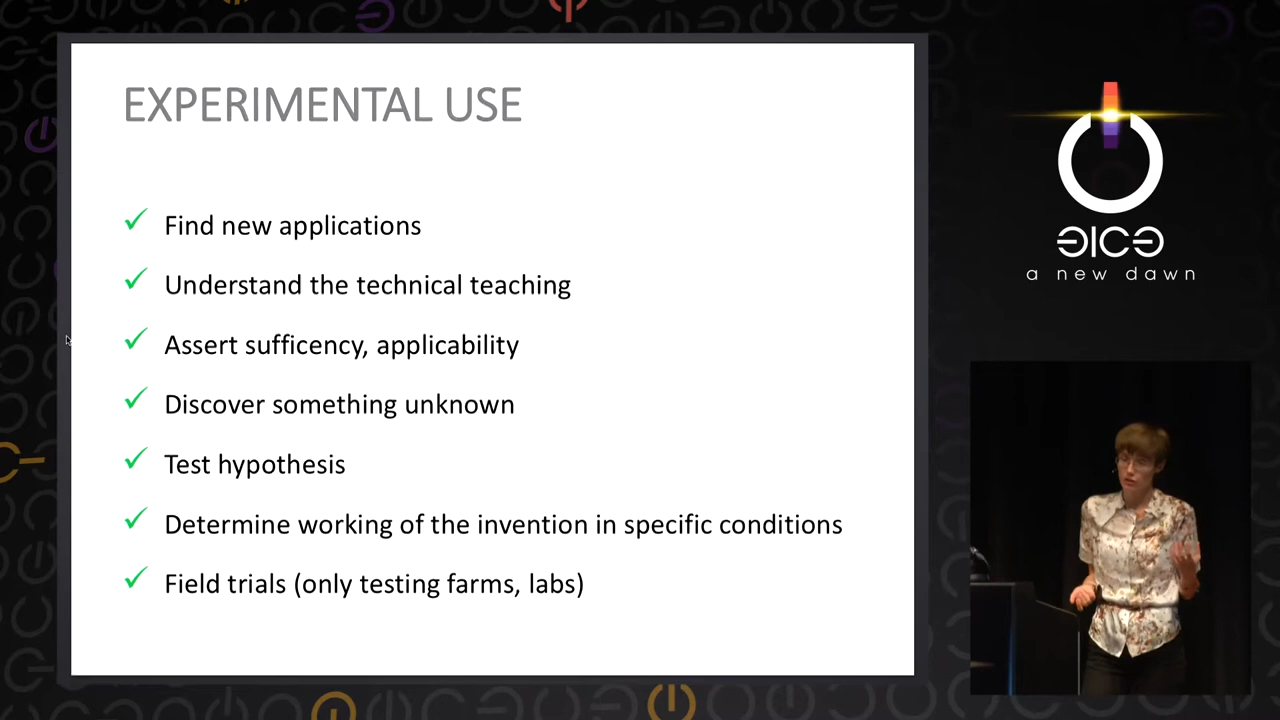 EXPERIMENTAL USE
Find new applications
Understand the technical teaching
Assert sufficency, applicability
Discover something unknown
Test hypothesis
Determine working of the invention in specific conditions
Field trials (only testing farms, labs)
a new dawn